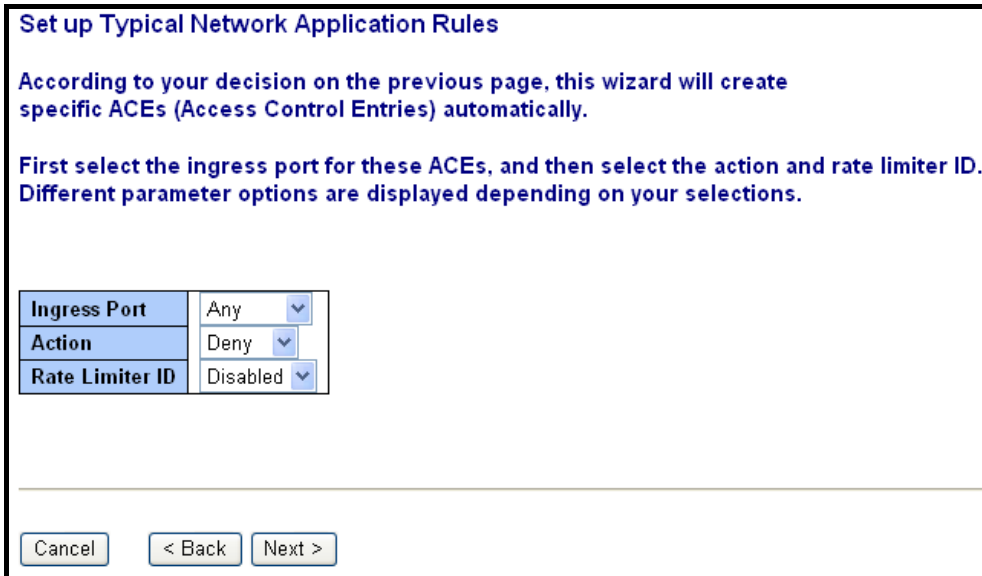 Set up Typical Network Application Rules
According to your decision on the previous page, this wizard will create
specific ACEs (Access Control Entries) automatically.
First select the ingress port for these ACEs, and then select the action and rate limiter ID.
Different parameter options are displayed depending on your selections.
Ingress Port Any
Action Deny
Rate Limiter ID Disabled
Cancel < Back Next >